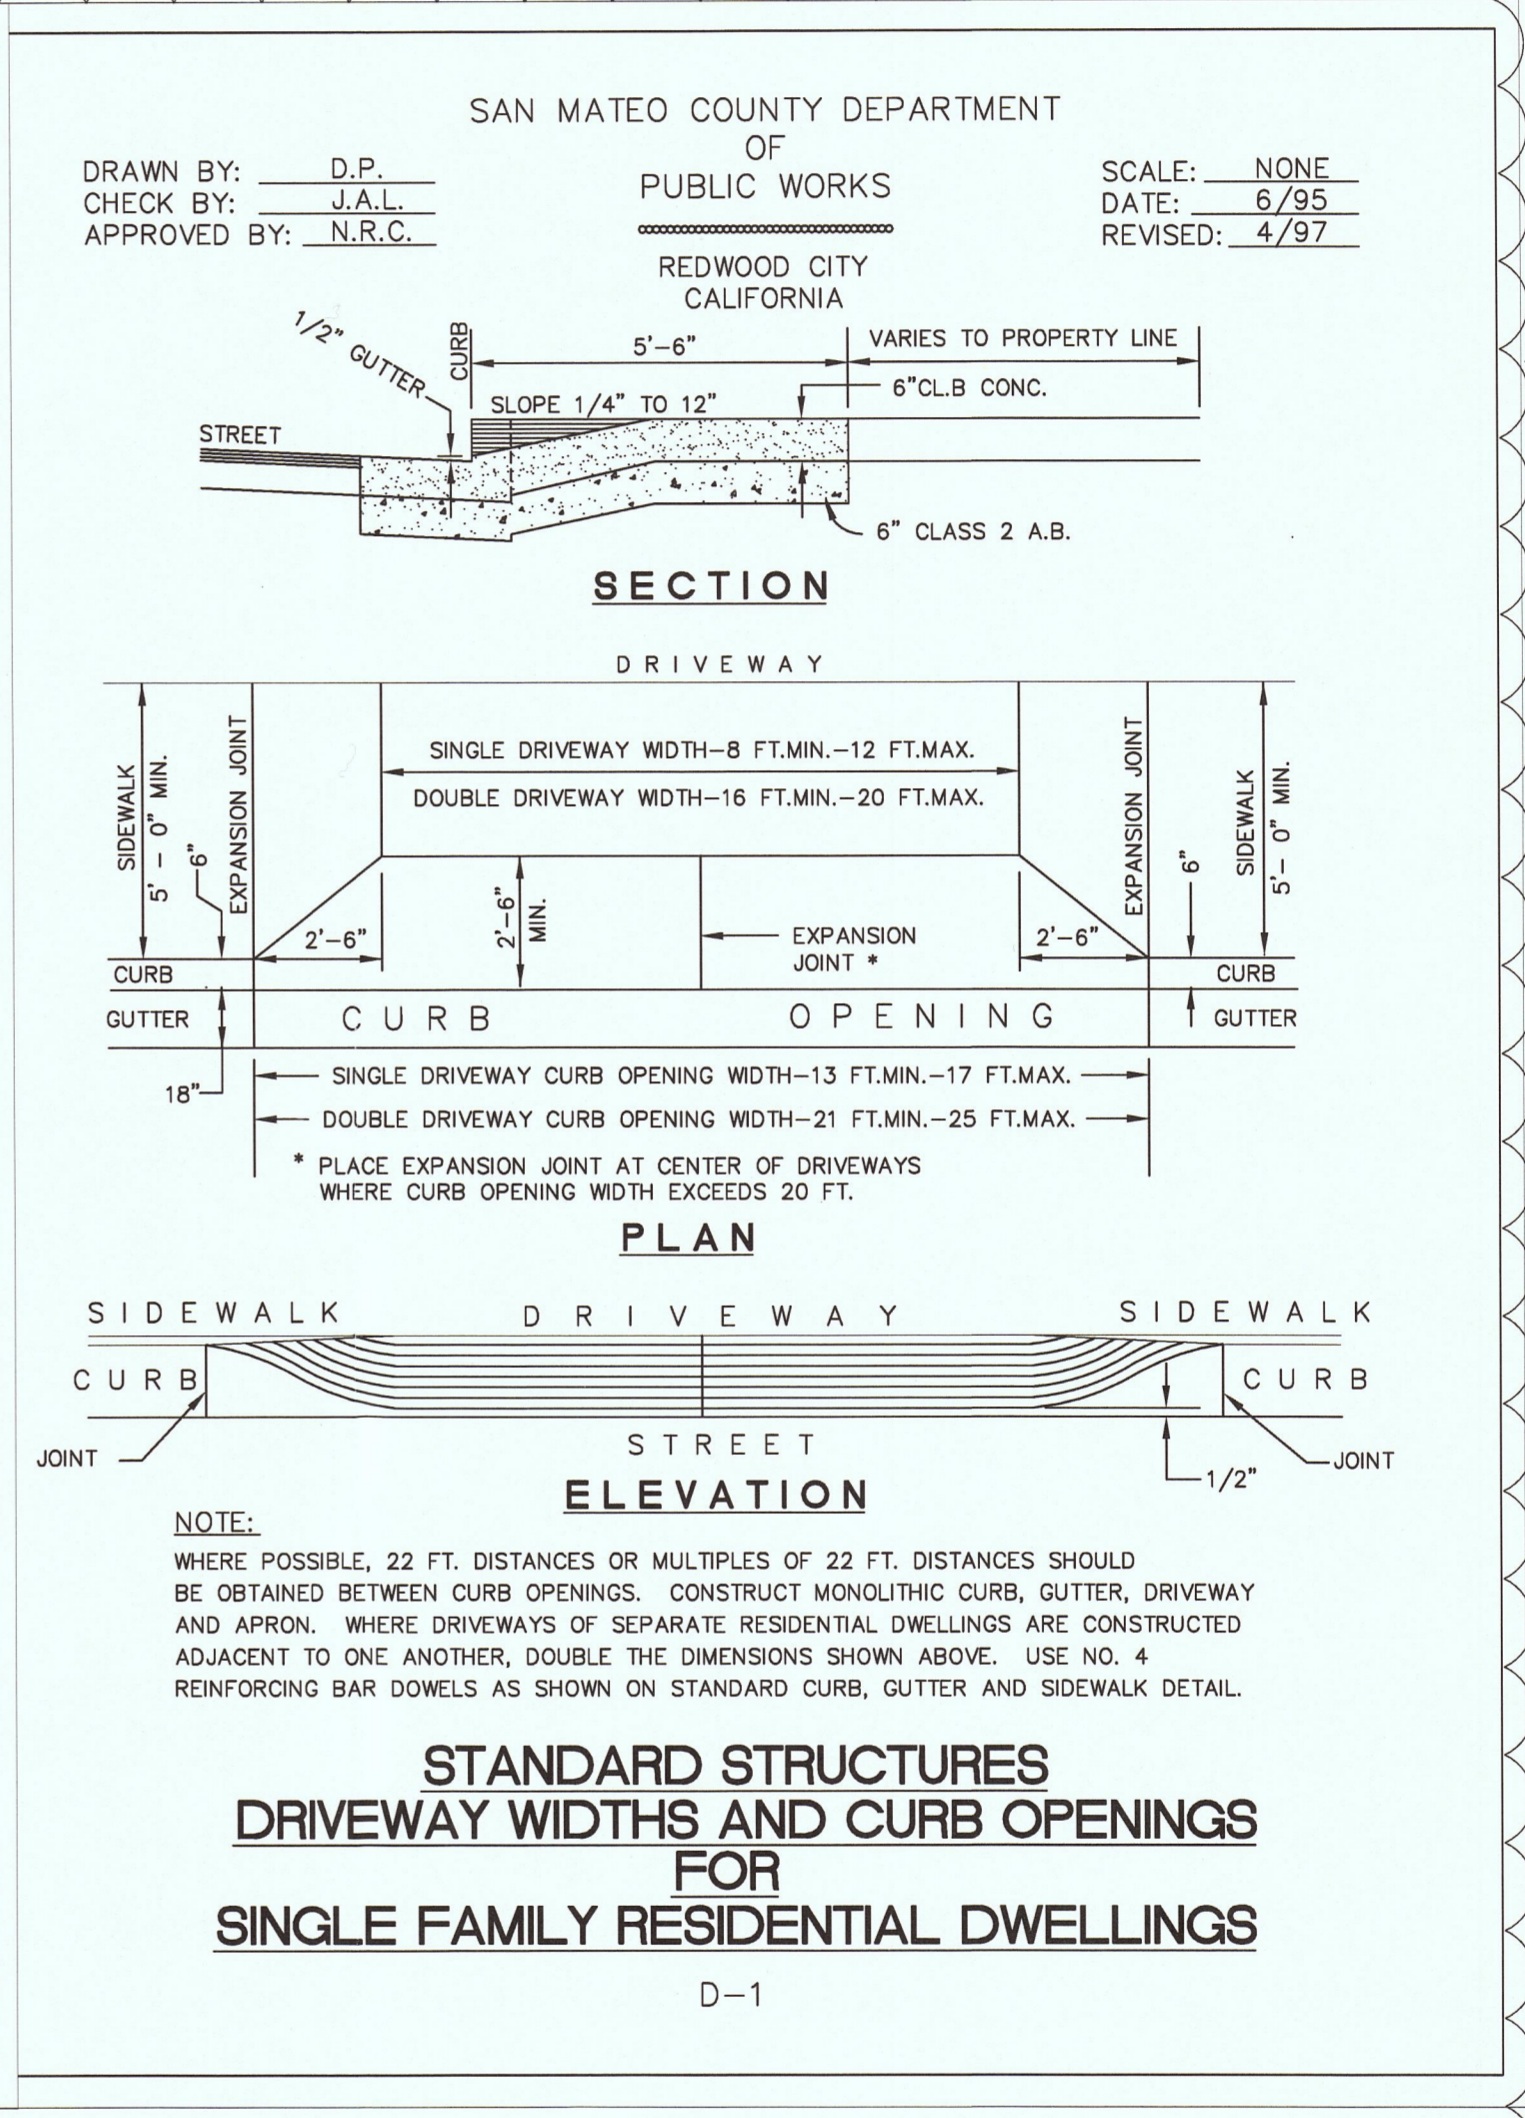 SAN MATEO COUNTY DEPARTMENT
OF
PUBLIC WORKS
REDWOOD CITY
CALIFORNIA
DRAWN BY: D.P.
CHECK BY: J.A.L.
APPROVED BY: N.R.C.
SCALE: NONE
DATE: 6/95
REVISED: 4/97
1/2" GUTTER
CURB
5'-6"
VARIES TO PROPERTY LINE
6"CL.B CONC.
SLOPE 1/4" TO 12"
STREET
6" CLASS 2 A.B.
SECTION
DRIVEWAY
SIDEWALK
5' - 0" MIN.
6"
EXPANSION JOINT
SINGLE DRIVEWAY WIDTH-8 FT.MIN.-12 FT.MAX.
DOUBLE DRIVEWAY WIDTH-16 FT.MIN.-20 FT.MAX.
EXPANSION JOINT
6"
SIDEWALK
5'- 0" MIN.
2'-6"
2'-6"
MIN.
EXPANSION
JOINT *
2'-6"
CURB
CURB
GUTTER
CURB OPENING
GUTTER
18"
SINGLE DRIVEWAY CURB OPENING WIDTH-13 FT.MIN.-17 FT.MAX.
DOUBLE DRIVEWAY CURB OPENING WIDTH-21 FT.MIN.-25 FT.MAX.
* PLACE EXPANSION JOINT AT CENTER OF DRIVEWAYS
WHERE CURB OPENING WIDTH EXCEEDS 20 FT.
PLAN
SIDEWALK
DRIVEWAY
SIDEWALK
CURB
CURB
JOINT
STREET
JOINT
1/2"
ELEVATION
NOTE:
WHERE POSSIBLE, 22 FT. DISTANCES OR MULTIPLES OF 22 FT. DISTANCES SHOULD
BE OBTAINED BETWEEN CURB OPENINGS. CONSTRUCT MONOLITHIC CURB, GUTTER, DRIVEWAY
AND APRON. WHERE DRIVEWAYS OF SEPARATE RESIDENTIAL DWELLINGS ARE CONSTRUCTED
ADJACENT TO ONE ANOTHER, DOUBLE THE DIMENSIONS SHOWN ABOVE. USE NO. 4
REINFORCING BAR DOWELS AS SHOWN ON STANDARD CURB, GUTTER AND SIDEWALK DETAIL.
STANDARD STRUCTURES
DRIVEWAY WIDTHS AND CURB OPENINGS
FOR
SINGLE FAMILY RESIDENTIAL DWELLINGS
D-1